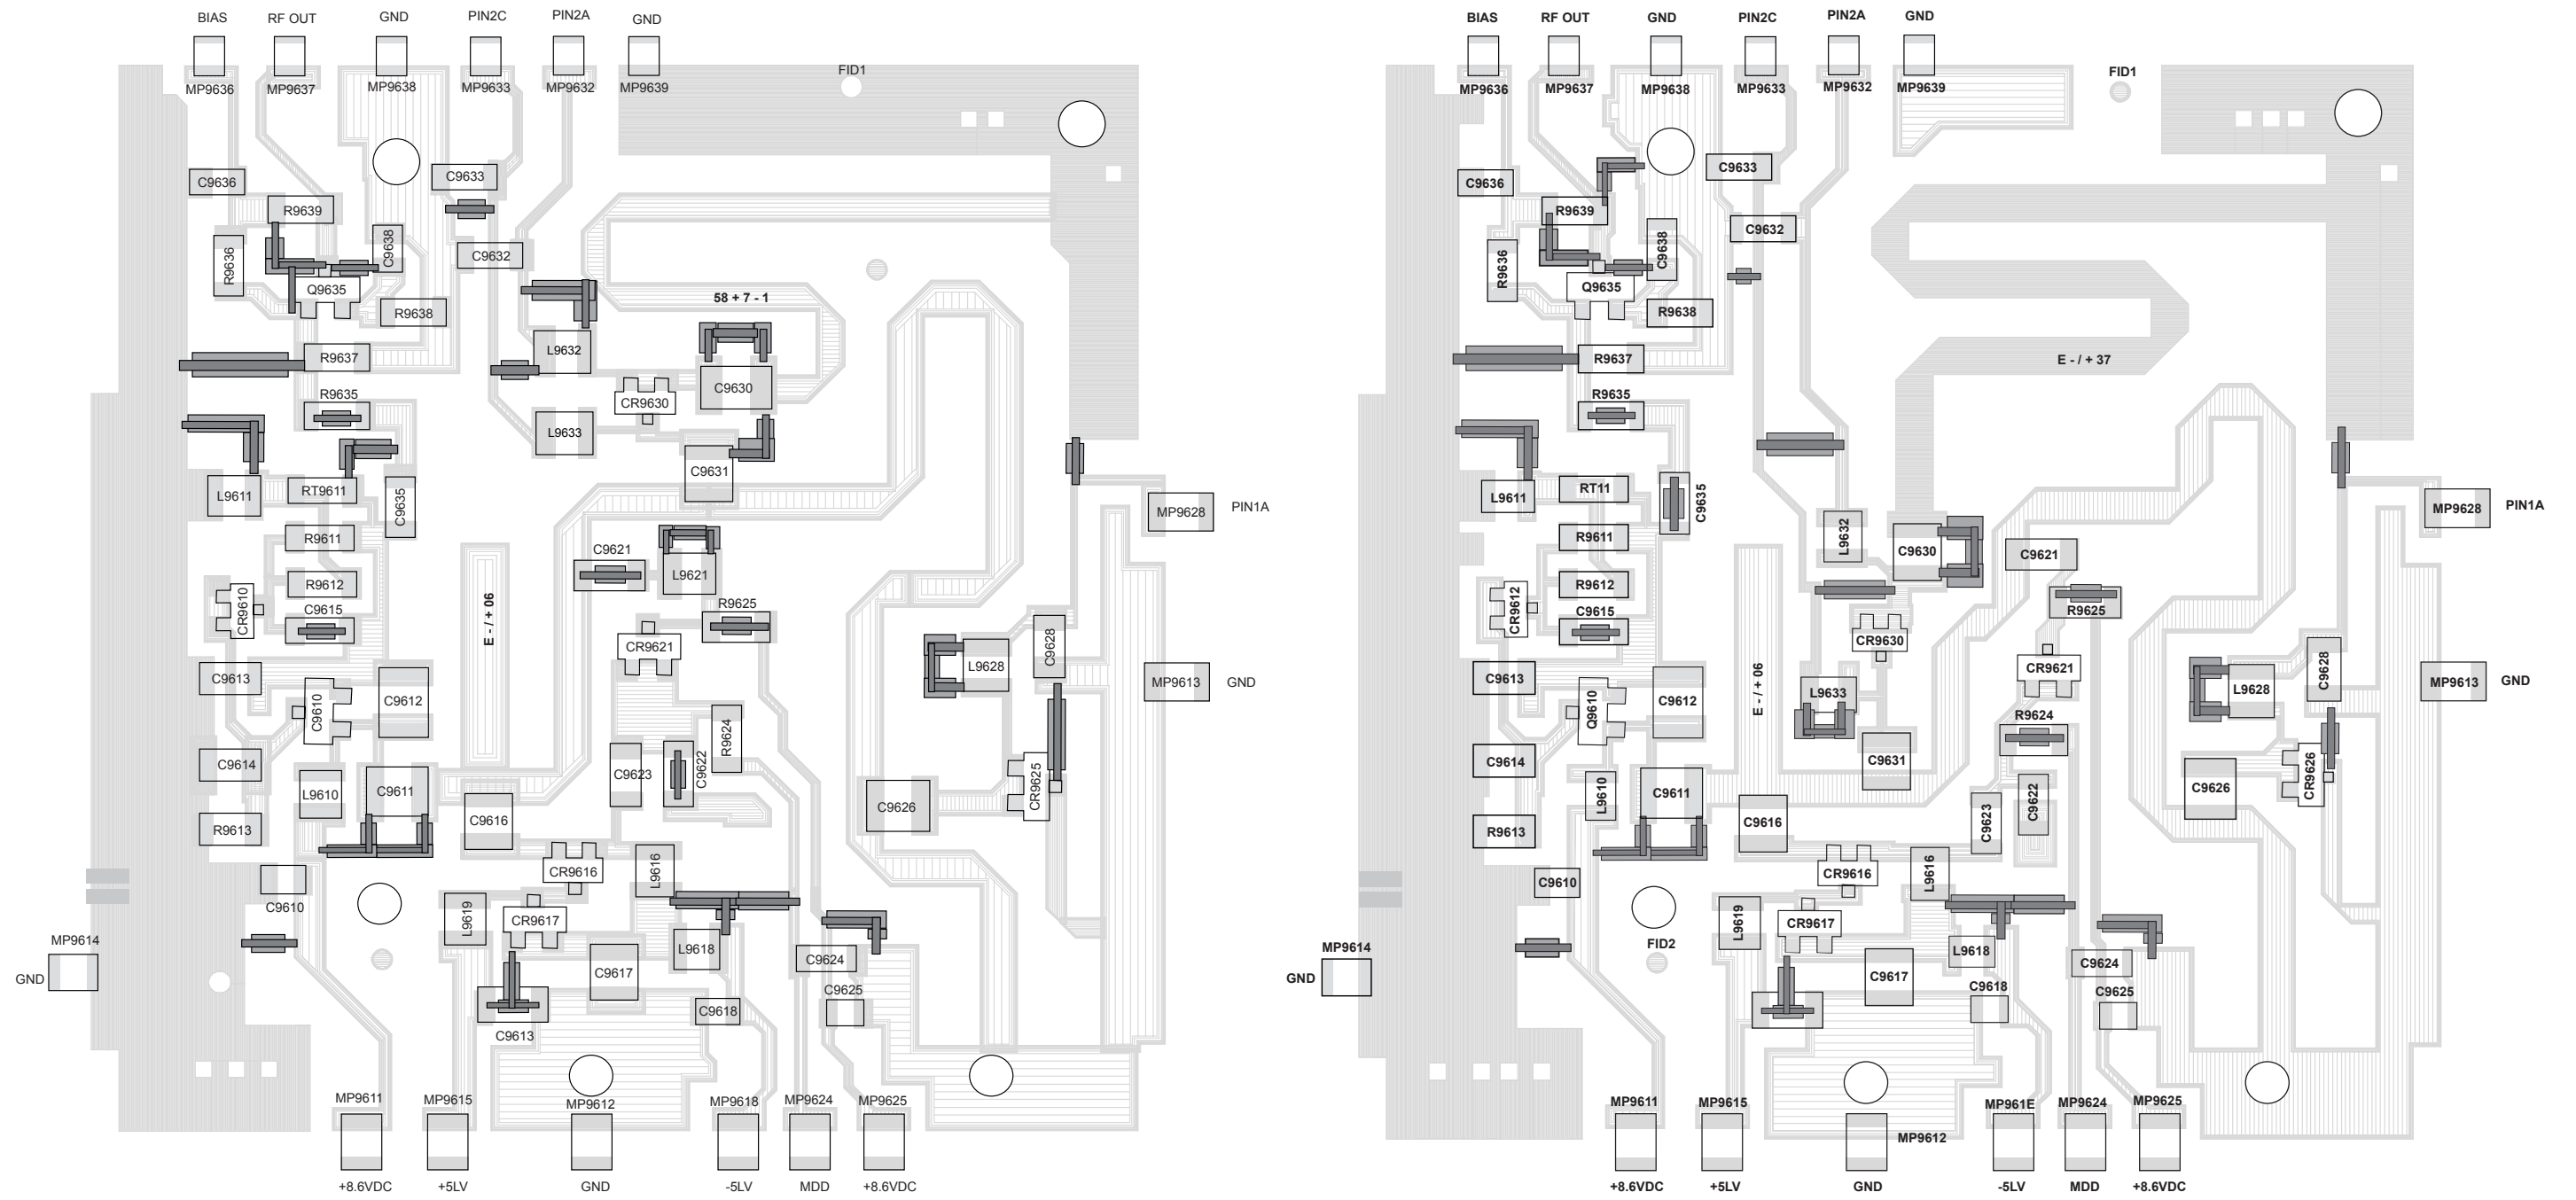 BIAS RF OUT GND PIN2C PIN2A GND
MP9636 MP9637 MP9638 MP9633 MP9632 MP9639
FID1
C9636
C9633
R9639
R9636
C9638
C9632
Q9635
R9638
58 + 7 - 1
L9632
R9637
C9630
CR9630
R9635
L9633
C9631
L9611
RT9611
C9635
MP9628 PIN1A
R9611
C9621
L9621
R9612
CR9610
C9615
E - / + 06
R9625
CR9621
C9628
L9628
C9613
MP9613 GND
C9612
C9610
R9624
C9614
C9623
C9622
L9610
C9611
CR9625
C9626
R9613
C9616
CR9616
L9616
C9610
L9619
CR9617
MP9614
GND
L9618
C9617
C9624
C9625
C9618
C9613
MP9611 MP9615 MP9612 MP9618 MP9624 MP9625
+8.6VDC +5LV GND -5LV MDD +8.6VDC
BIAS RF OUT GND PIN2C PIN2A GND
MP9636 MP9637 MP9638 MP9633 MP9632 MP9639
FID1
C9636
C9633
R9639
C9632
R9636
C9638
Q9635
R9638
R9637
E - / + 37
R9635
L9611
RT11
C9635
MP9628 PIN1A
R9611
L9632
C9630
C9621
R9612
CR9612
C9615
R9625
CR9630
CR9621
C9613
E - / + 06
L9633
L9628
C9628
MP9613 GND
Q9610
C9612
R9624
C9614
C9631
L9610
C9611
C9626
CR9626
R9613
C9616
C9623
C9622
C9610
CR9616
L9616
L9619
CR9617
FID2
MP9614
GND
L9618
C9617
C9624
C9618
C9625
MP9611 MP9615 MP9612 MP961E MP9624 MP9625
+8.6VDC +5LV GND -5LV MDD +8.6VDC